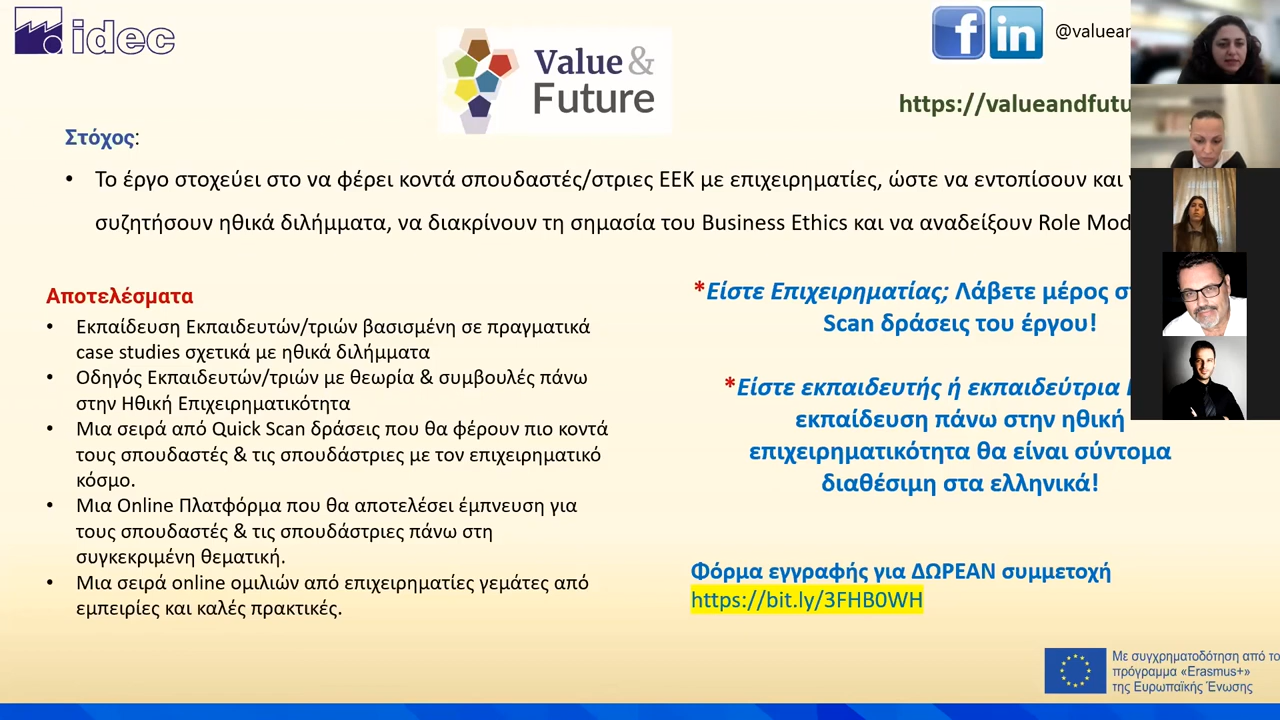 idec
Value &
Future
@valuean
https://valueandfutu
Στόχος:
• Το έργο στοχεύει στο να φέρει κοντά σπουδαστές/στριες ΕΕΚ με επιχειρηματίες, ώστε να εντοπίσουν και
συζητήσουν ηθικά διλήμματα, να διακρίνουν τη σημασία του Business Ethics και να αναδείξουν Role Mod
Αποτελέσματα
• Εκπαίδευση Εκπαιδευτών/τριών βασισμένη σε πραγματικά
case studies σχετικά με ηθικά διλήμματα
• Οδηγός Εκπαιδευτών/τριών με θεωρία & συμβουλές πάνω
στην Ηθική Επιχειρηματικότητα
• Μια σειρά από Quick Scan δράσεις που θα φέρουν πιο κοντά
τους σπουδαστές & τις σπουδάστριες με τον επιχειρηματικό
κόσμο.
• Μια Online Πλατφόρμα που θα αποτελέσει έμπνευση για
τους σπουδαστές & τις σπουδάστριες πάνω στη
συγκεκριμένη θεματική.
• Μια σειρά online ομιλιών από επιχειρηματίες γεμάτες από
εμπειρίες και καλές πρακτικές.
*Είστε Επιχειρηματίας; Λάβετε μέρος
Scan δράσεις του έργου!
*Είστε εκπαιδευτής ή εκπαιδεύτρια
εκπαίδευση πάνω στην ηθική
επιχειρηματικότητα θα είναι σύντομα
διαθέσιμη στα ελληνικά!
Φόρμα εγγραφής για ΔΩΡΕΑΝ συμμετοχή
https://bit.ly/3FHB0WH
Με συγχρηματοδότηση από το
πρόγραμμα «Erasmus+»
της Ευρωπαϊκής Ένωσης